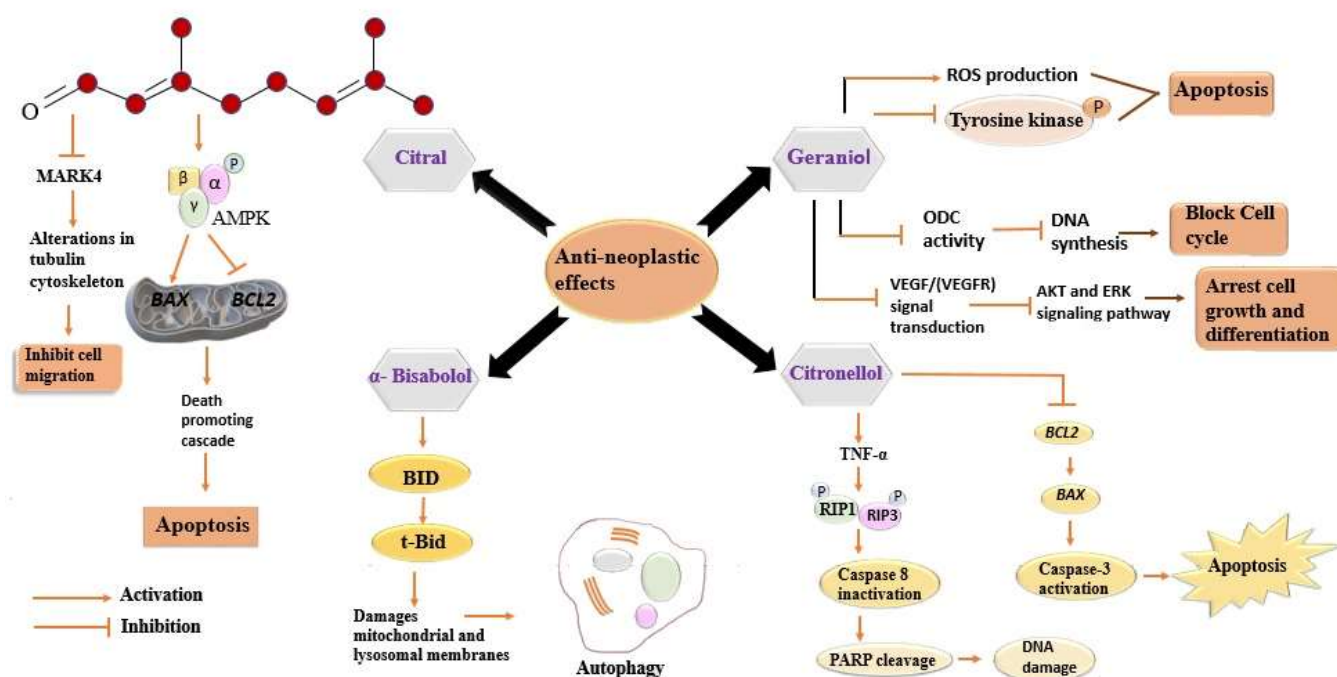 O
MARK4
Alterations in
tubulin
cytoskeleton
Inhibit cell
migration
β
α
P
γ
AMPK
BAX
BCL2
Death
promoting
cascade
Apoptosis
Activation
Inhibition
Citral
Anti-neoplastic
effects
Geraniol
ROS production
Tyrosine kinase
P
Apoptosis
ODC
activity
DNA
synthesis
Block Cell
cycle
VEGF/(VEGFR)
signal
transduction
AKT and ERK
signaling pathway
Arrest cell
growth and
differentiation
α- Bisabolol
BID
t-Bid
Damages
mitochondrial and
lysosomal membranes
Autophagy
Citronellol
TNF-α
P
RIP1
P
RIP3
Caspase 8
inactivation
PARP cleavage
DNA
damage
BCL2
BAX
Caspase-3
activation
Apoptosis